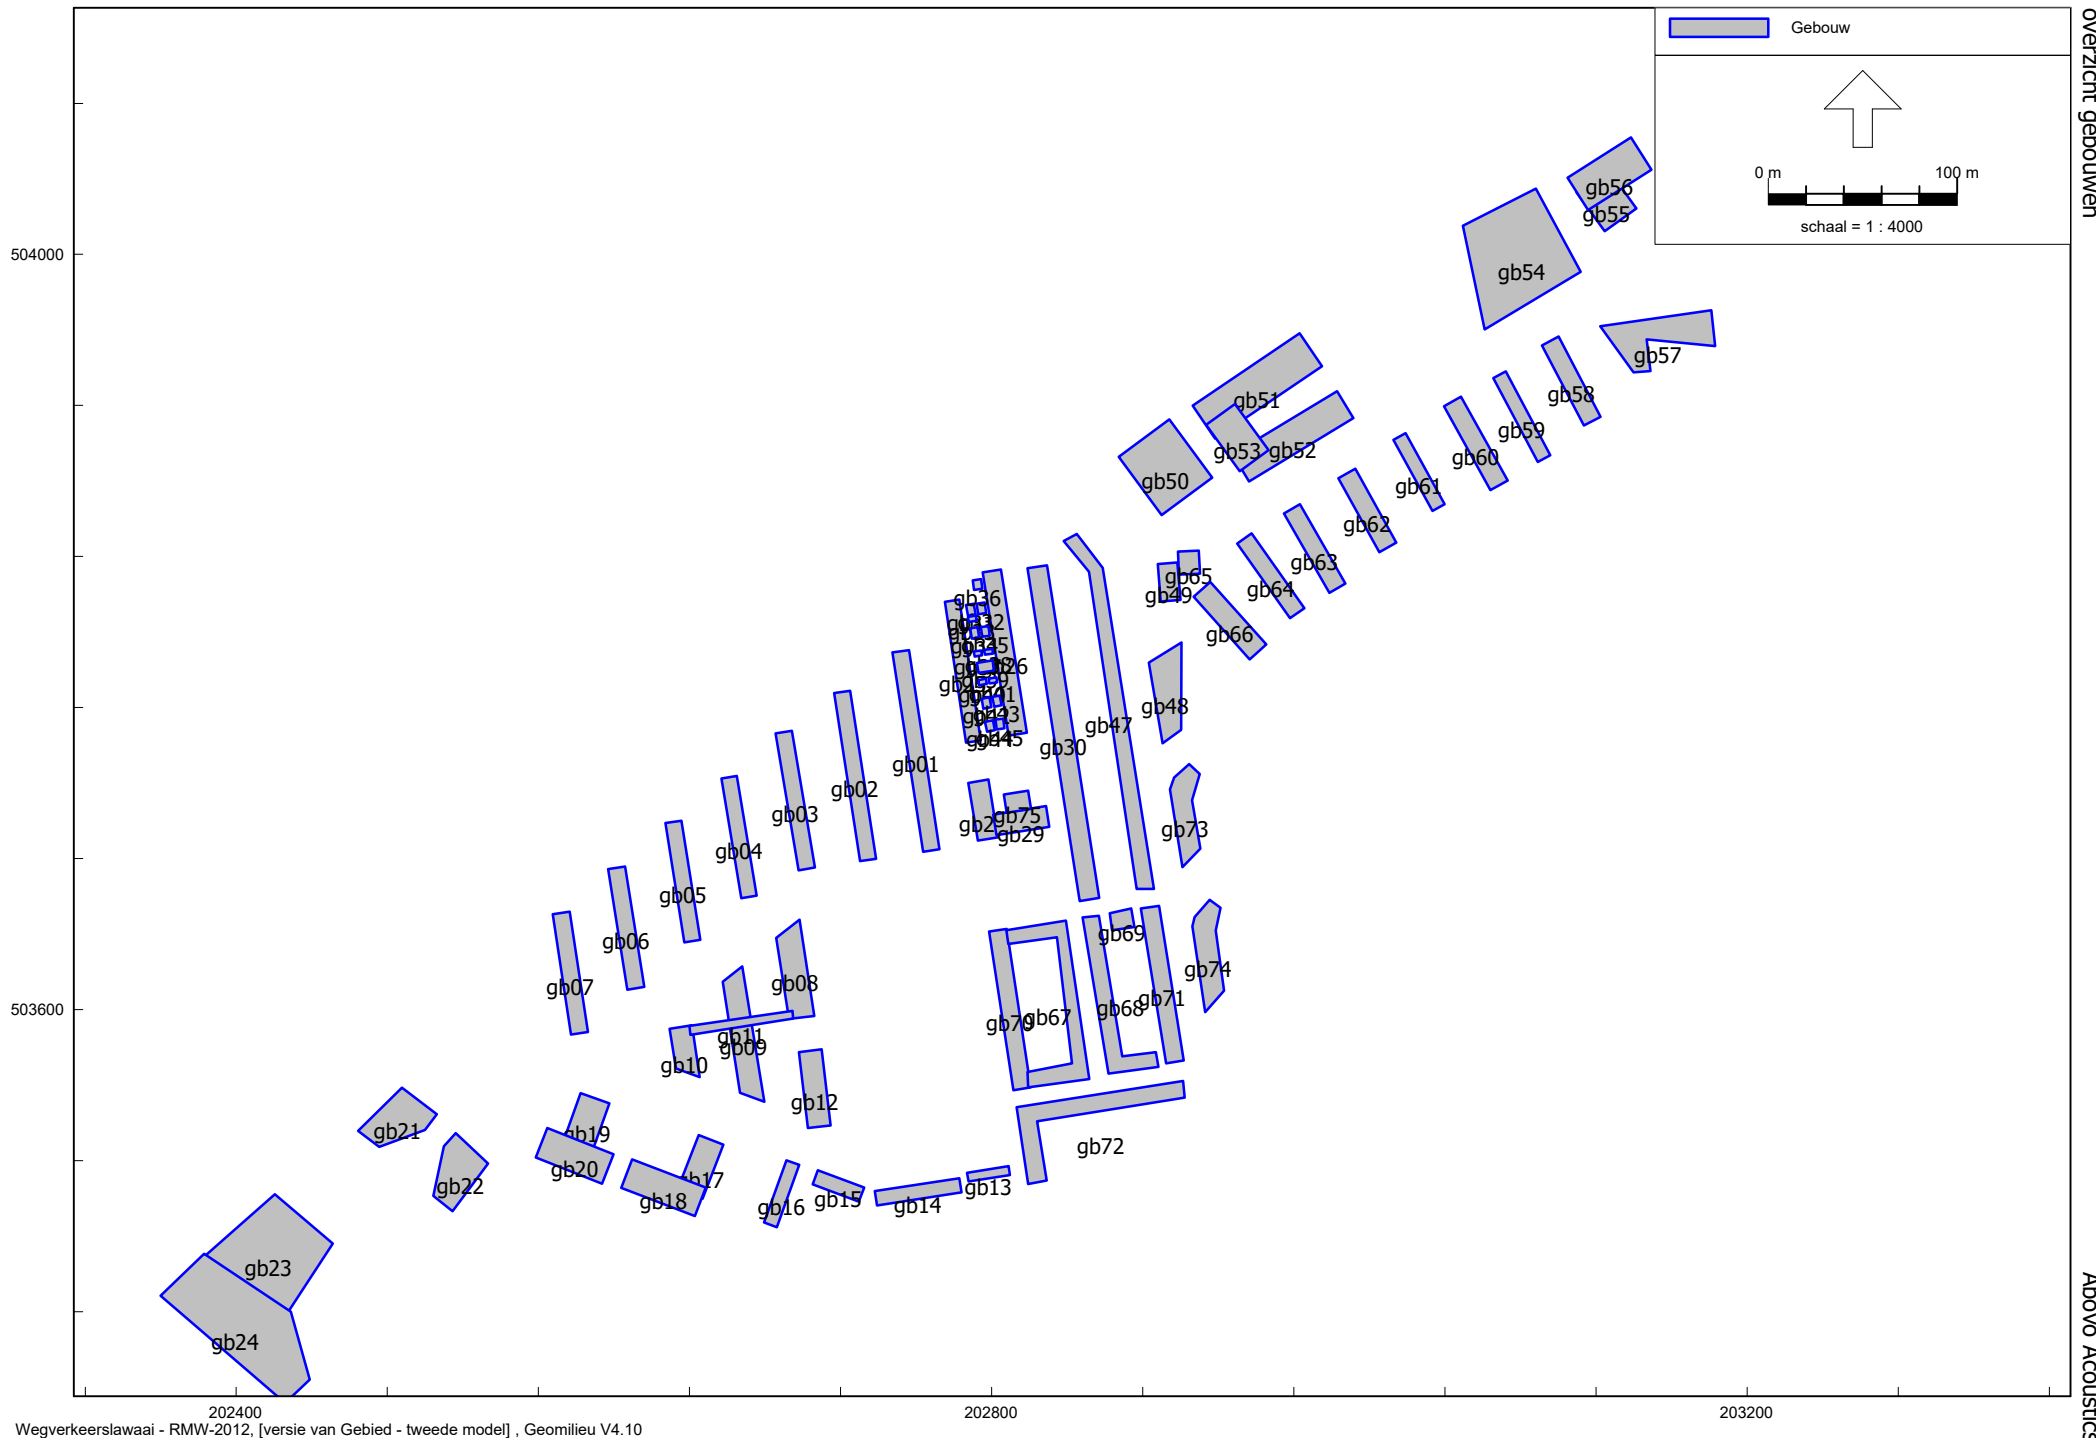 overzicht gebouwen
Gebouw
0 m 100 m
schaal = 1 : 4000
504000
503600
gb56
gb55
gb54
gb57
gb58
gb51
gb59
gb53
gb52
gb60
gb50
gb61
gb62
gb63
gb65
gb64
gb49
gb36
gb66
gb48
gb47
gb30
gb01
gb02
gb03
gb75
gb29
gb73
gb04
gb05
gb69
gb06
gb74
gb08
gb07
gb71
gb68
gb67
gb70
gb11
gb09
gb10
gb12
gb21
gb19
gb72
gb20
gb17
gb22
gb13
gb18
gb15
gb14
gb16
gb23
gb24
202400
202800
203200
Wegverkeerslawaai - RMW-2012, [versie van Gebied - tweede model] , Geomilieu V4.10
Abovo Acoustics